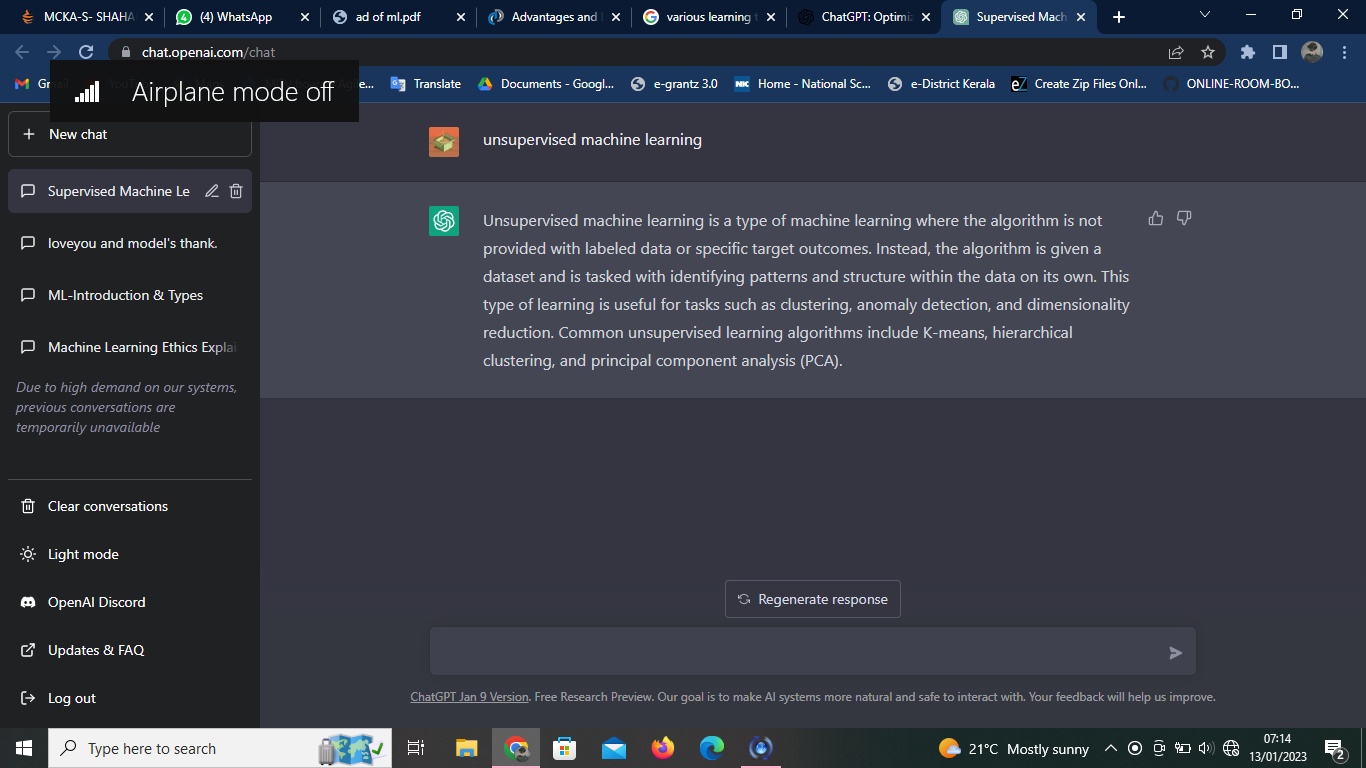 MCKA-S- SHAHA
(4) WhatsApp
ad of ml.pdf
Advantages and
various learning
ChatGPT: Optimi
Supervised Mach
chat.openai.com/chat
Airplane mode off
Translate
Documents - Googl...
e-grantz 3.0
Home - National Sc...
e-District Kerala
Create Zip Files Onl...
ONLINE-ROOM-BO...
New chat
Supervised Machine Le
loveyou and model's thank.
ML-Introduction & Types
Machine Learning Ethics Explai
Due to high demand on our systems,
previous conversations are
temporarily unavailable
Clear conversations
Light mode
OpenAI Discord
Updates & FAQ
Log out
unsupervised machine learning
Unsupervised machine learning is a type of machine learning where the algorithm is not
provided with labeled data or specific target outcomes. Instead, the algorithm is given a
dataset and is tasked with identifying patterns and structure within the data on its own. This
type of learning is useful for tasks such as clustering, anomaly detection, and dimensionality
reduction. Common unsupervised learning algorithms include K-means, hierarchical
clustering, and principal component analysis (PCA).
Regenerate response
ChatGPT Jan 9 Version. Free Research Preview. Our goal is to make AI systems more natural and safe to interact with. Your feedback will help us improve.
Type here to search
21°C Mostly sunny
07:14
13/01/2023
2